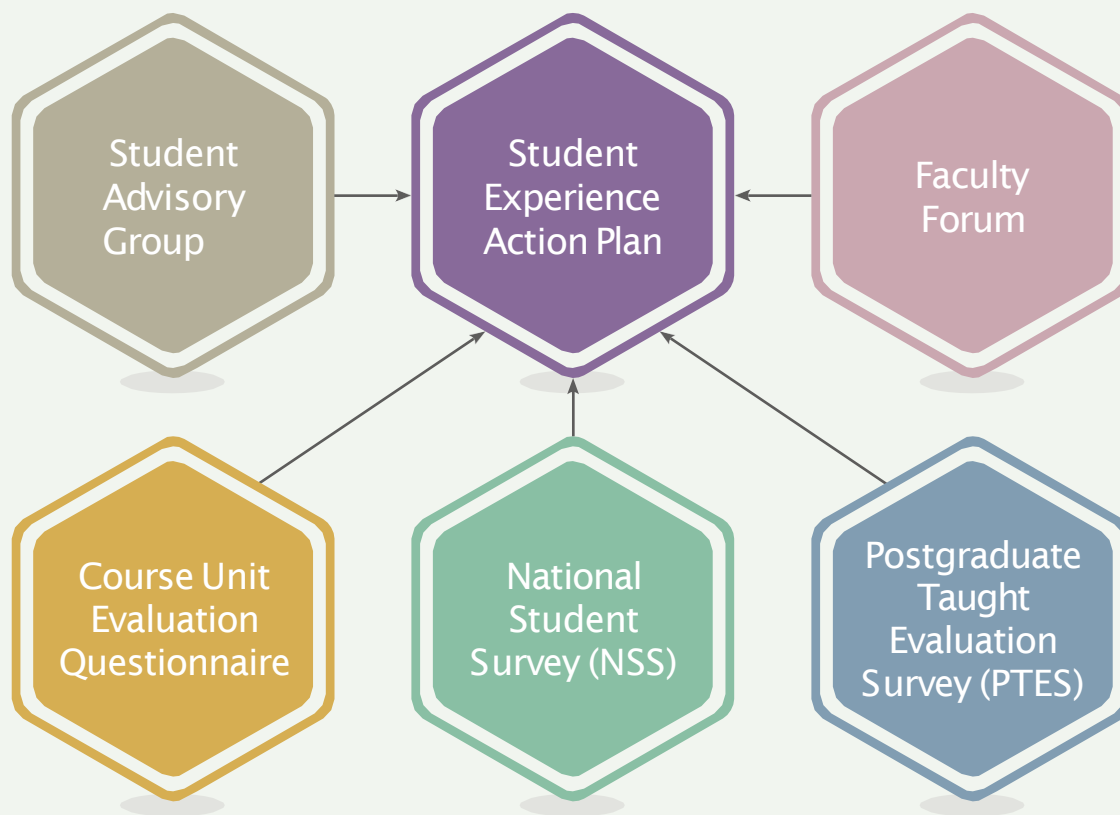 Student
Advisory
Group
Student
Experience
Action Plan
Faculty
Forum
Course Unit
Evaluation
Questionnaire
National
Student
Survey (NSS)
Postgraduate
Taught
Evaluation
Survey (PTES)